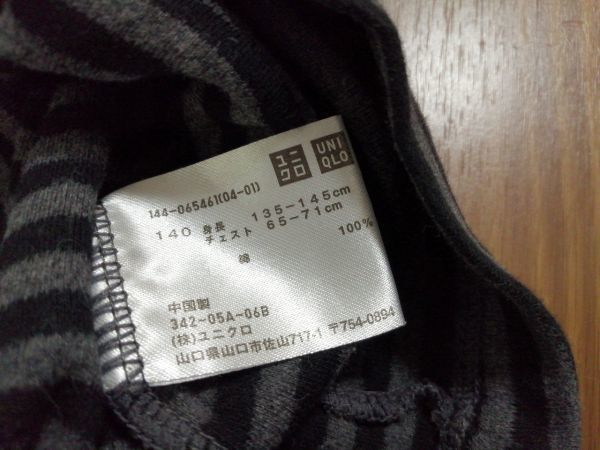 ユニ
クロ
UNI
QLO
144-065461(04-01)
140 身長 135-145cm
チェスト 65-71cm
綿 100%
中国製
342-05A-06B
(株)ユニクロ
山口県山口市佐山717-1 〒754-0894